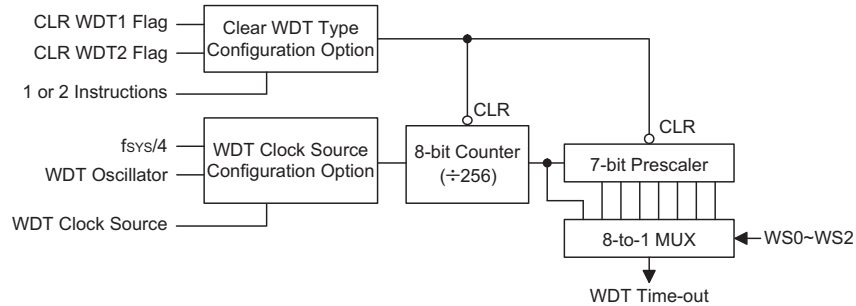 CLR WDT1 Flag
CLR WDT2 Flag
1 or 2 Instructions
Clear WDT Type
Configuration Option
CLR
CLR
fSYS/4
WDT Oscillator
WDT Clock Source
WDT Clock Source
Configuration Option
8-bit Counter
(÷256)
7-bit Prescaler
8-to-1 MUX
WS0~WS2
WDT Time-out